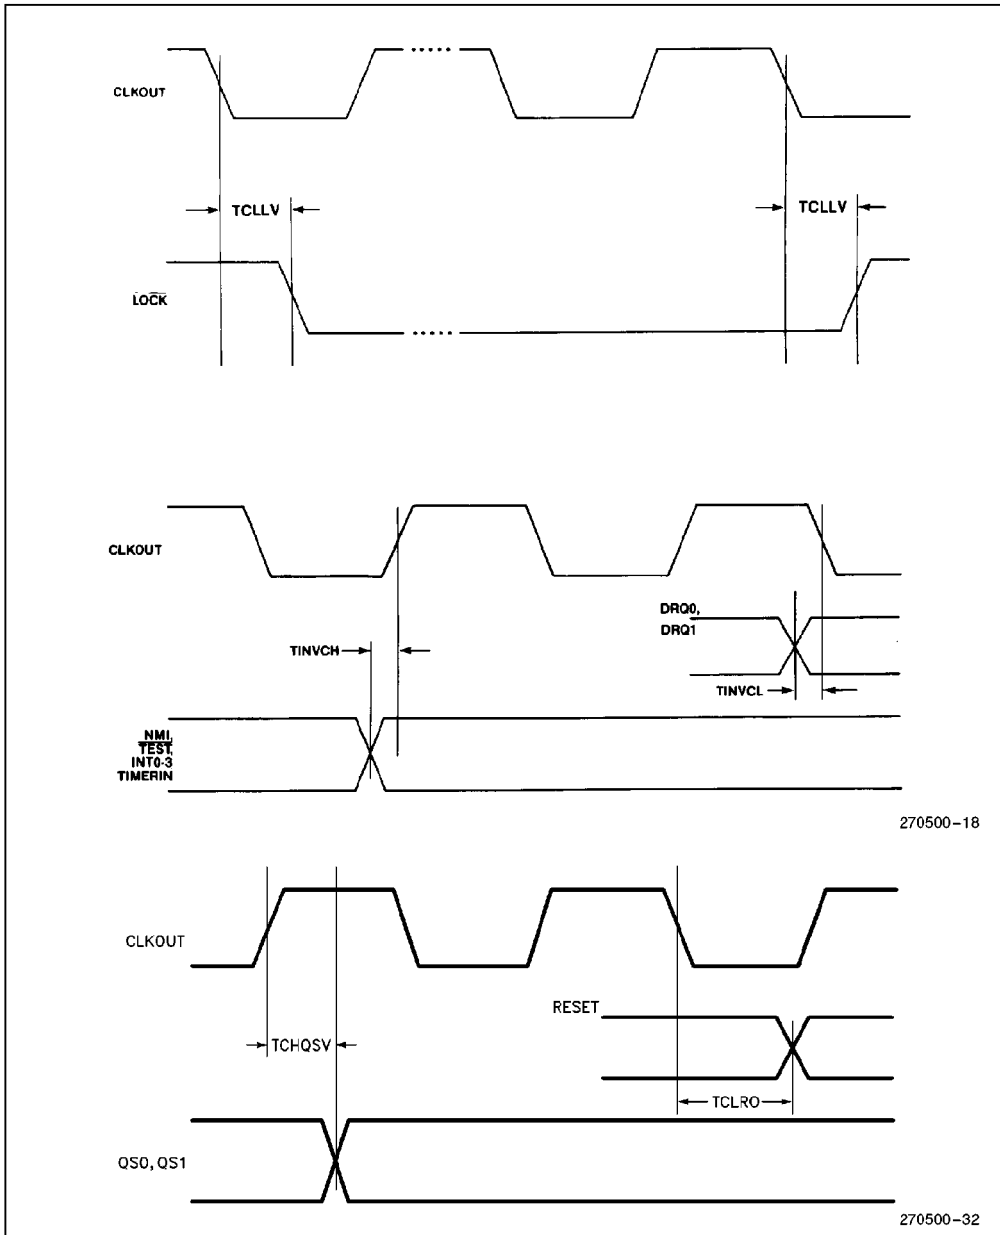 CLKOUT
TCLLV
TCLLV
LOCK
CLKOUT
DRQ0,
DRQ1
TINVCH
TINVCL
NMI,
TEST,
INT0-3
TIMERIN
270500-18
CLKOUT
RESET
TCHQSV
TCLRO
QS0, QS1
270500-32